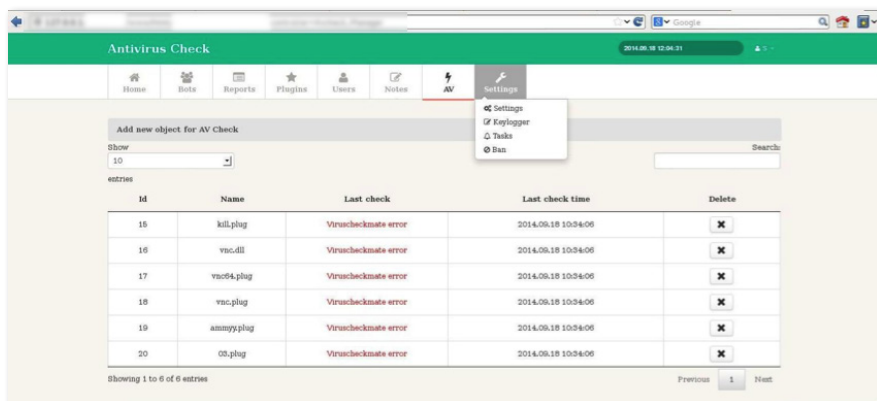 Google
Antivirus Check
2014.09.18 12:04:31
S
Home
Bots
Reports
Plugins
Users
Notes
AV
Settings
Settings
Keylogger
Tasks
Ban
Add new object for AV Check
Show
Search:
10
entries
Id Name Last check Last check time Delete
15 kill.plug Viruscheckmate error 2014.09.18 10:34:06
16 vnc.dll Viruscheckmate error 2014.09.18 10:34:06
17 vnc64.plug Viruscheckmate error 2014.09.18 10:34:06
18 vnc.plug Viruscheckmate error 2014.09.18 10:34:06
19 ammyy.plug Viruscheckmate error 2014.09.18 10:34:06
20 03.plug Viruscheckmate error 2014.09.18 10:34:06
Showing 1 to 6 of 6 entries
Previous 1 Next